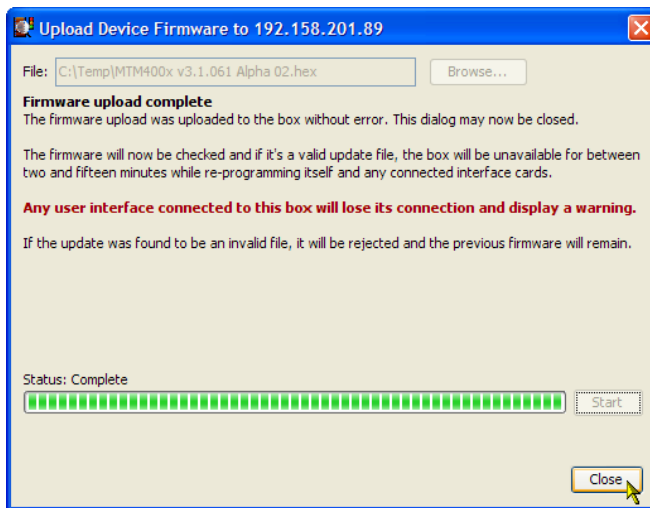 Upload Device Firmware to 192.158.201.89
File: C:\Temp\MTM400x v3.1.061 Alpha 02.hex Browse...
Firmware upload complete
The firmware upload was uploaded to the box without error. This dialog may now be closed.
The firmware will now be checked and if it's a valid update file, the box will be unavailable for between
two and fifteen minutes while re-programming itself and any connected interface cards.
Any user interface connected to this box will lose its connection and display a warning.
If the update was found to be an invalid file, it will be rejected and the previous firmware will remain.
Status: Complete
Start
Close